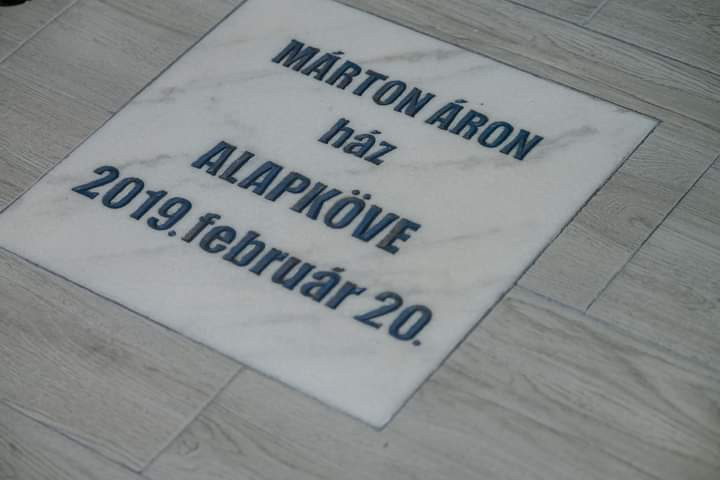 MÁRTON ÁRON
ház
ALAPKÖVE
2019. február 20.